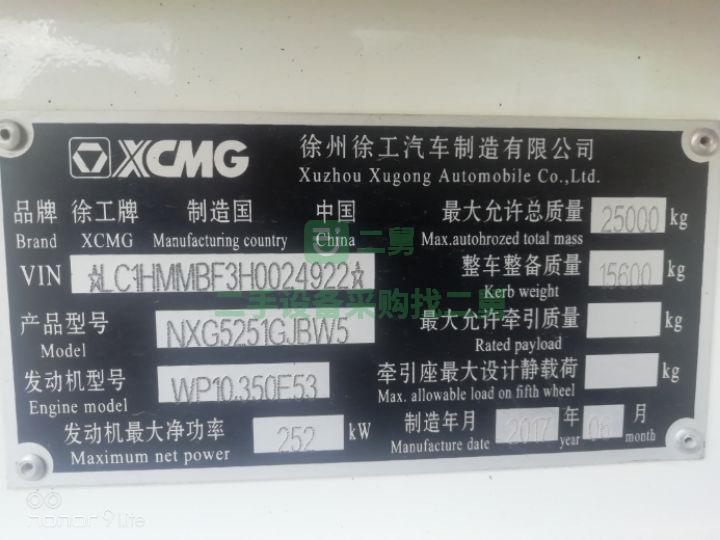 XCMG
徐州徐工汽车制造有限公司
Xuzhou Xugong Automobile Co.,Ltd.
品牌 徐工牌 制造国 中国
Brand XCMG Manufacturing country China
最大允许总质量 25000 kg
Max.authohrozed total mass
VIN ☆LC1HMMBF3H0024922☆
整车整备质量 15600 kg
Kerb weight
产品型号 NXG5251GJBW5
Model
最大允许牵引质量 kg
Rated payload
发动机型号 WP10.350E53
Engine model
牵引座最大设计静载荷 kg
Max. allowable load on fifth wheel
发动机最大净功率 252 kW
Maximum net power
制造年月 2017 年 06 月
Manufacture date year month
二舅
二手设备采购找二舅
honor 9 Lite